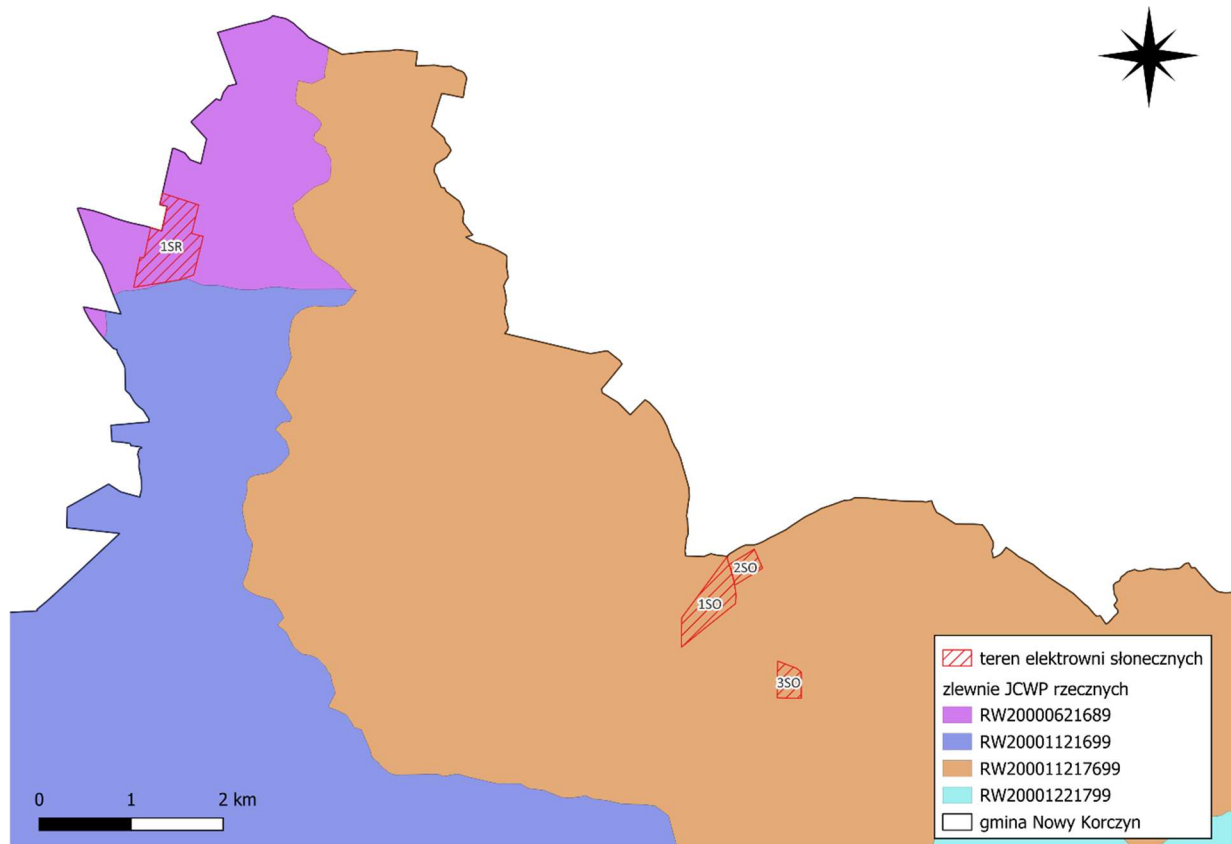 1SR
2SO
1SO
3SO
teren elektrowni słonecznych
zlewnie JCWP rzecznych
RW20000621689
RW20001121699
RW200011217699
RW20001221799
gmina Nowy Korczyn
0 1 2 km